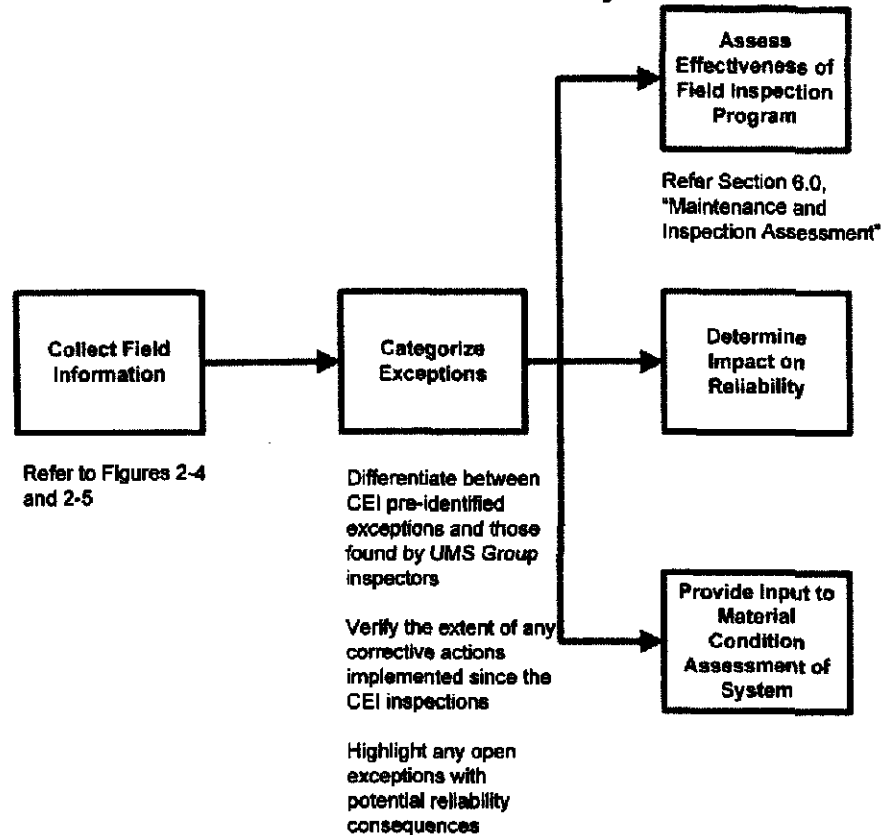 Assess
Effectiveness of
Field Inspection
Program
Refer Section 6.0,
"Maintenance and
Inspection Assessment"
Collect Field
Information
Refer to Figures 2-4
and 2-5
Categorize
Exceptions
Differentiate between
CEI pre-identified
exceptions and those
found by UMS Group
inspectors
Verify the extent of any
corrective actions
implemented since the
CEI inspections
Highlight any open
exceptions with
potential reliability
consequences
Determine
Impact on
Reliability
Provide Input to
Material
Condition
Assessment of
System